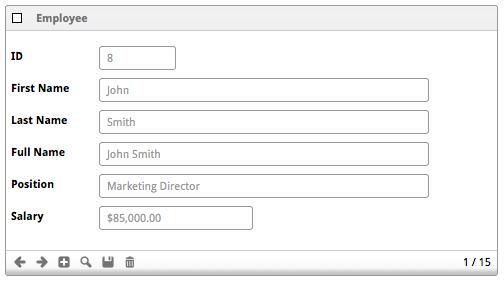 Employee
ID 8
First Name John
Last Name Smith
Full Name John Smith
Position Marketing Director
Salary $85,000.00
1 / 15